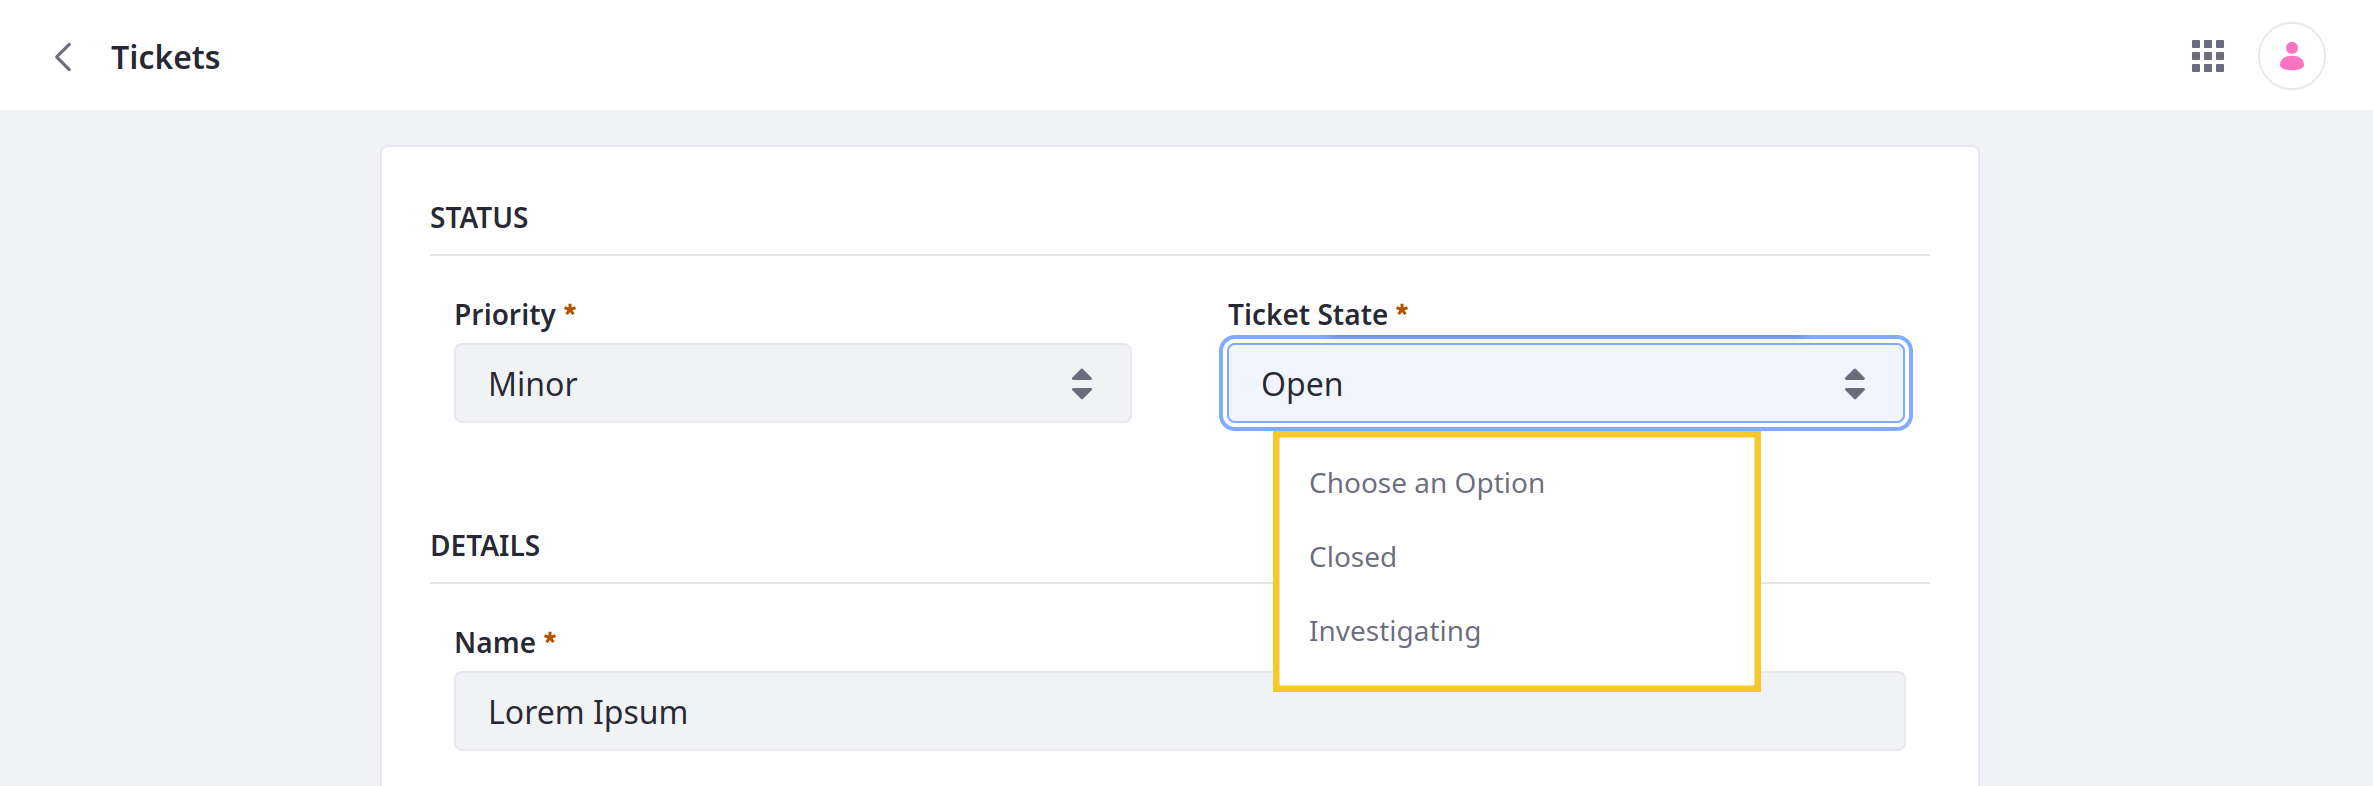 Tickets
STATUS
Priority *
Ticket State *
Minor
Open
Choose an Option
Closed
Investigating
DETAILS
Name *
Lorem Ipsum